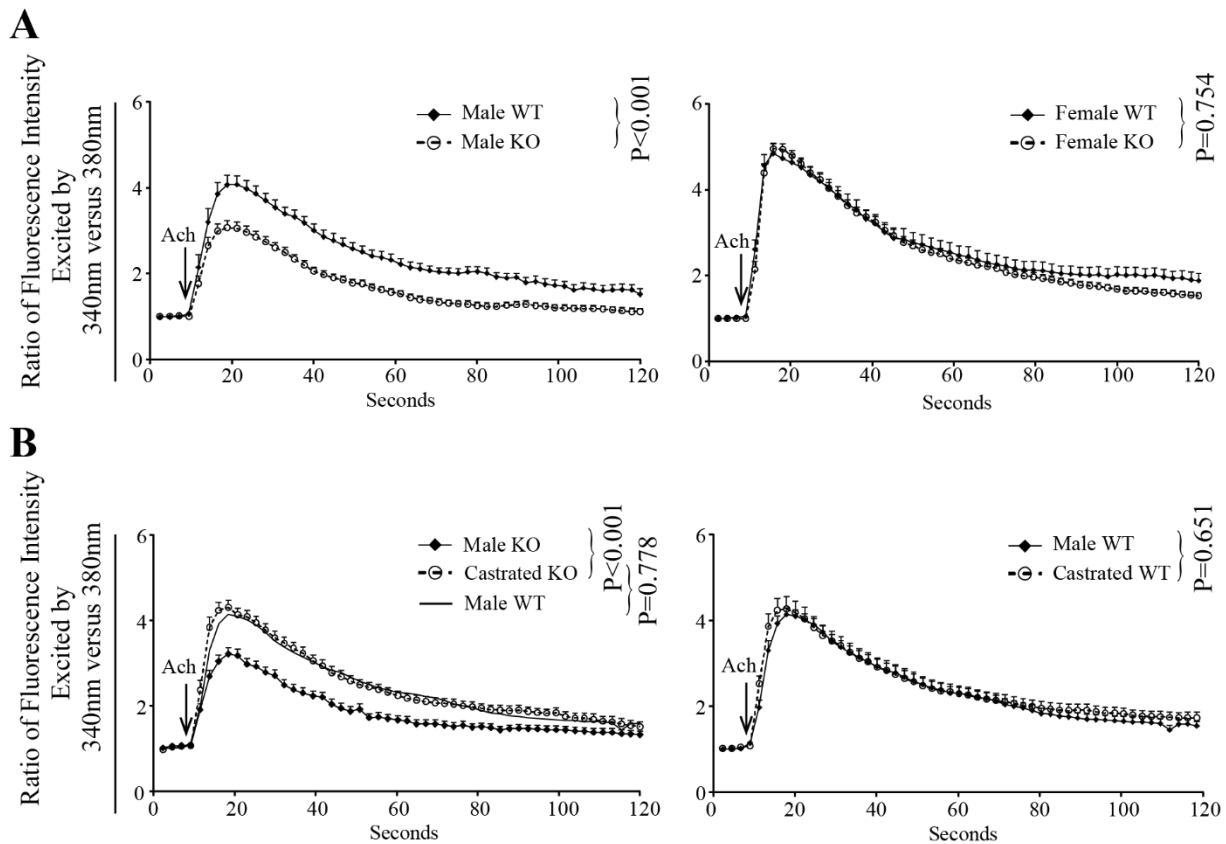 A
Ratio of Fluorescence Intensity
Excited by
340nm versus 380nm
6
4
2
0
Ach
Male WT
Male KO
P<0.001
0 20 40 60 80 100 120
Seconds
6
4
2
0
Ach
Female WT
Female KO
P=0.754
0 20 40 60 80 100 120
Seconds
B
Ratio of Fluorescence Intensity
Excited by
340nm versus 380nm
6
4
2
0
Ach
Male KO
Castrated KO
Male WT
P<0.001
P=0.778
0 20 40 60 80 100 120
Seconds
6
4
2
0
Ach
Male WT
Castrated WT
P=0.651
0 20 40 60 80 100 120
Seconds